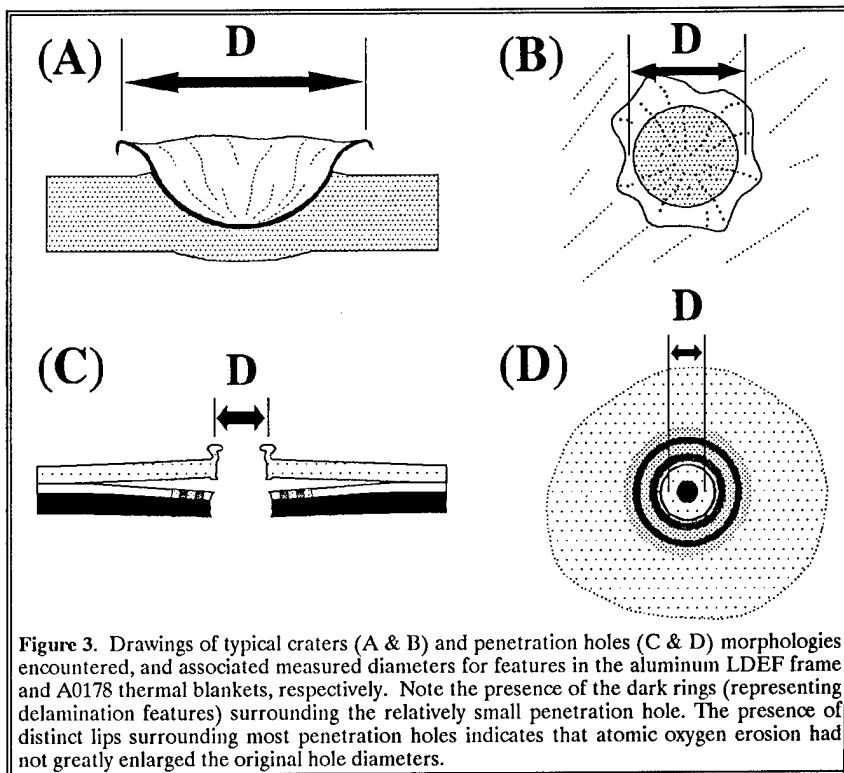 (A)
D
(B)
D
(C)
D
(D)
D
Figure 3. Drawings of typical craters (A & B) and penetration holes (C & D) morphologies
encountered, and associated measured diameters for features in the aluminum LDEF frame
and A0178 thermal blankets, respectively. Note the presence of the dark rings (representing
delamination features) surrounding the relatively small penetration hole. The presence of
distinct lips surrounding most penetration holes indicates that atomic oxygen erosion had
not greatly enlarged the original hole diameters.